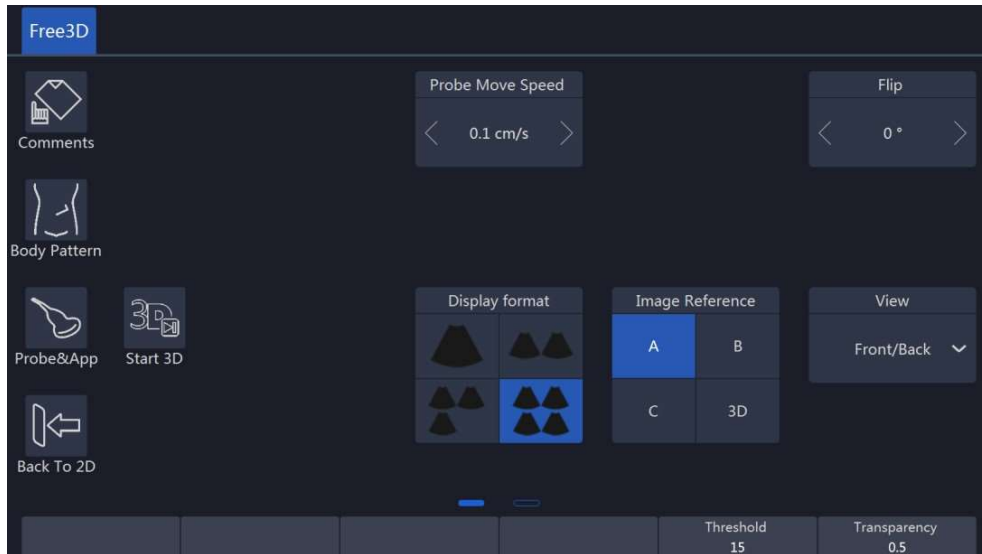 Free3D
Comments
Probe Move Speed
0.1 cm/s
Flip
0 °
Body Pattern
Probe&App
Start 3D
Display format
Image Reference
A
B
C
3D
View
Front/Back
Back To 2D
Threshold
15
Transparency
0.5